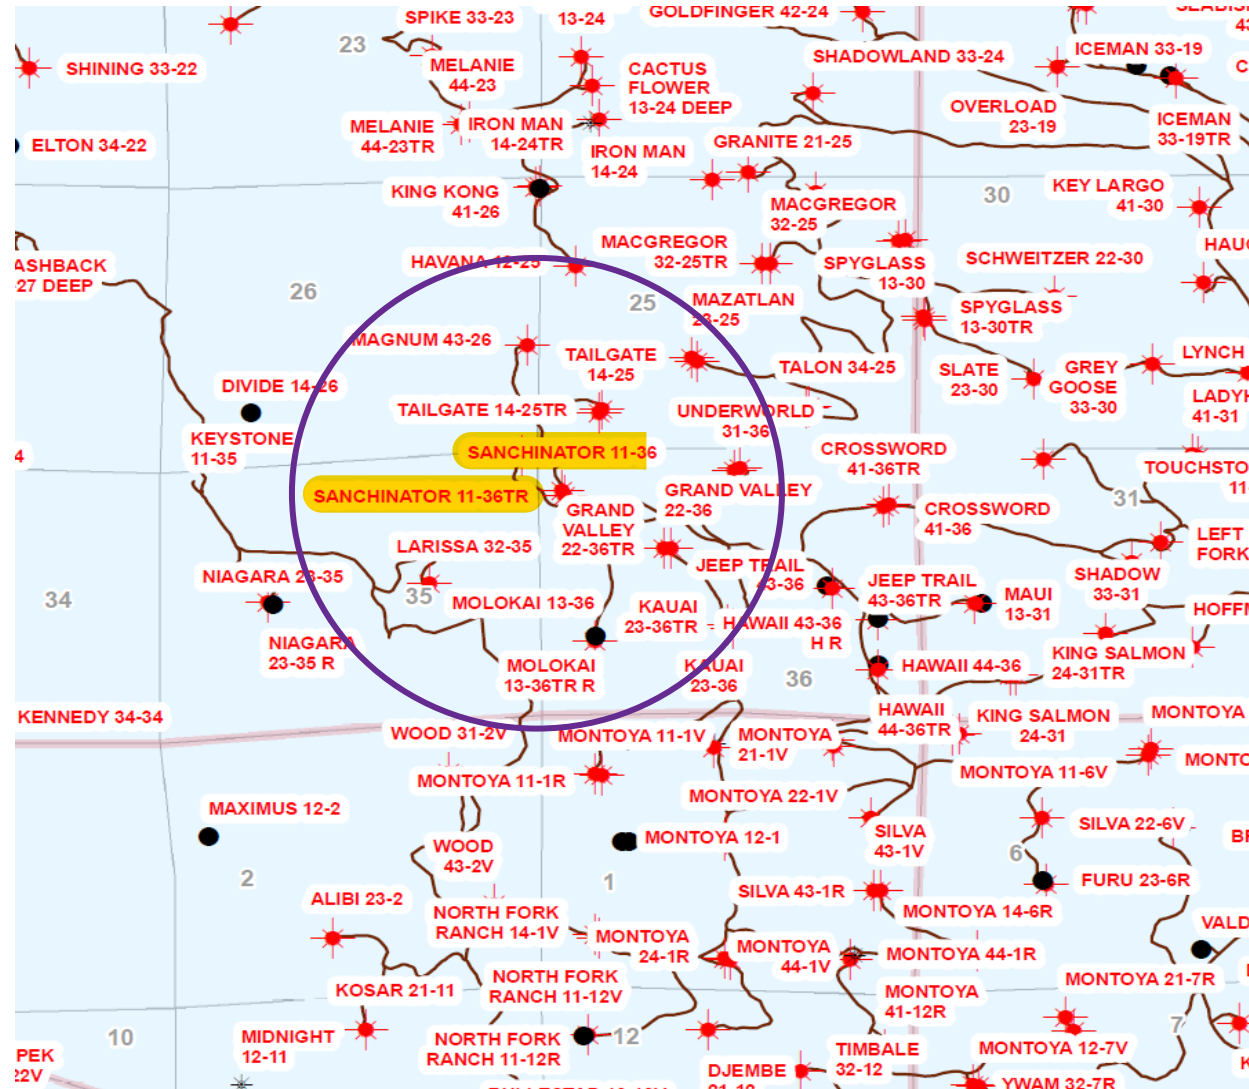 SPIKE 33-23
13-24
GOLDFINGER 42-24
23
SHINING 33-22
MELANIE
44-23
CACTUS
FLOWER
13-24 DEEP
SHADOWLAND 33-24
ICEMAN 33-19
OVERLOAD
23-19
ICEMAN
33-19TR
ELTON 34-22
MELANIE
44-23TR
IRON MAN
14-24TR
IRON MAN
14-24
GRANITE 21-25
KING KONG
41-26
MACGREGOR
32-25
30
KEY LARGO
41-30
HAVANA 12-25
MACGREGOR
32-25TR
SPYGLASS
13-30
SCHWEITZER 22-30
ASHBACK
-27 DEEP
26
25
MAZATLAN
23-25
SPYGLASS
13-30TR
MAGNUM 43-26
TAILGATE
14-25
TALON 34-25
SLATE
23-30
GREY
GOOSE
33-30
LYNCH
DIVIDE 14-26
TAILGATE 14-25TR
UNDERWORLD
31-36
41-31
KEYSTONE
11-35
SANCHINATOR 11-36
CROSSWORD
41-36TR
4
SANCHINATOR 11-36TR
GRAND VALLEY
22-36
31
GRAND
VALLEY
22-36TR
CROSSWORD
41-36
LEFT
FORK
LARISSA 32-35
NIAGARA 23-35
34
35
MOLOKAI 13-36
KAUAI
23-36TR
JEEP TRAIL
43-36
JEEP TRAIL
43-36TR
MAUI
13-31
SHADOW
33-31
HAWAII 43-36
H R
NIAGARA
23-35 R
MOLOKAI
13-36TR R
KAUAI
23-36
36
HAWAII 44-36
KING SALMON
24-31TR
KENNEDY 34-34
WOOD 31-2V
MONTOYA 11-1V
MONTOYA
21-1V
HAWAII
44-36TR
KING SALMON
24-31
MONTOYA
MONTOYA 11-1R
MONTOYA 22-1V
MONTOYA 11-6V
MAXIMUS 12-2
MONTOYA 12-1
SILVA
43-1V
SILVA 22-6V
WOOD
43-2V
6
2
1
SILVA 43-1R
FURU 23-6R
ALIBI 23-2
NORTH FORK
RANCH 14-1V
MONTOYA
24-1R
MONTOYA
44-1V
MONTOYA 14-6R
MONTOYA 44-1R
KOSAR 21-11
NORTH FORK
RANCH 11-12V
MONTOYA
41-12R
MONTOYA 21-7R
10
MIDNIGHT
12-11
NORTH FORK
RANCH 11-12R
12
TIMBALE
32-12
MONTOYA 12-7V
7
PEK
22V
DJEMBE
YWAM 32-7R